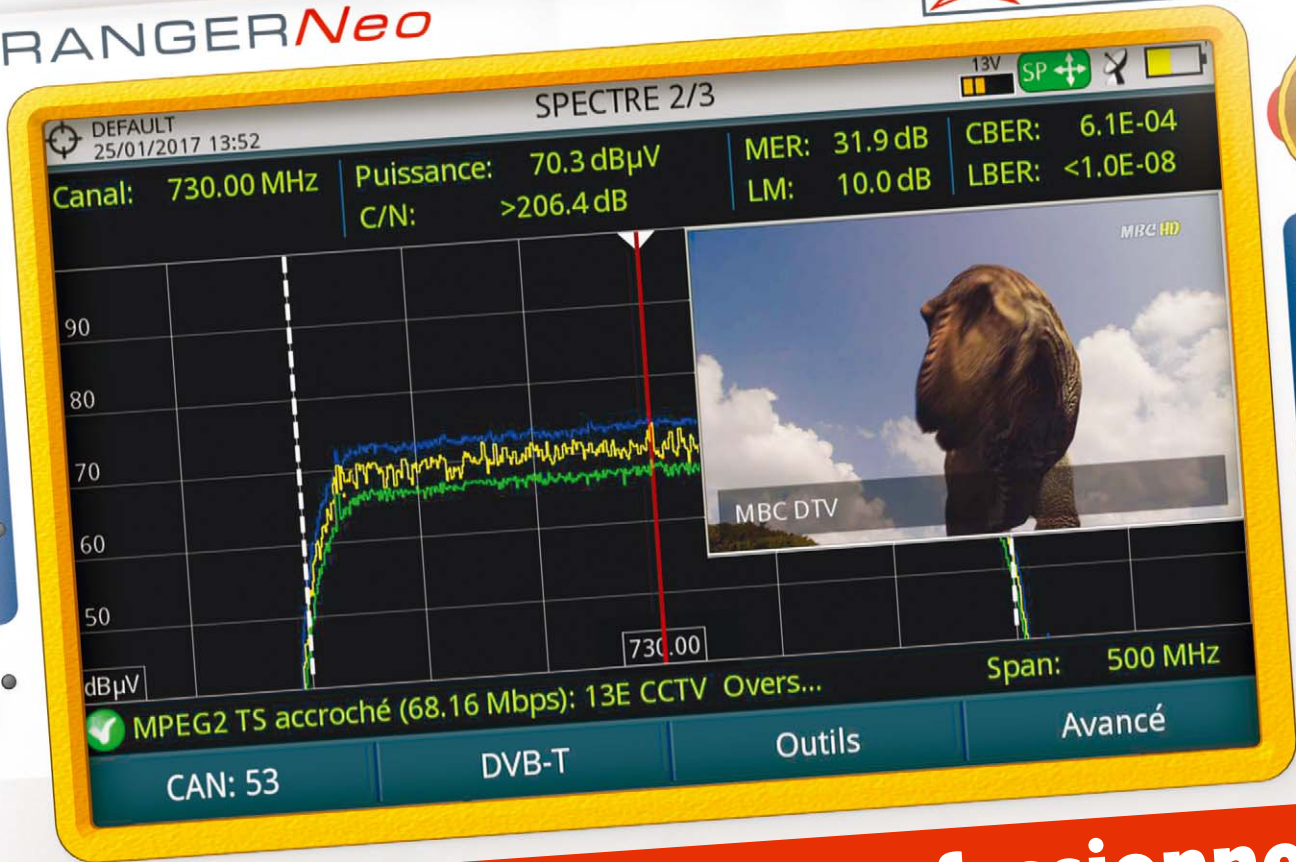 RANGERNeo
DEFAULT
25/01/2017 13:52
SPECTRE 2/3
13V
SP
Canal: 730.00 MHz
Puissance: 70.3 dBµV
C/N: >206.4 dB
MER: 31.9 dB
LM: 10.0 dB
CBER: 6.1E-04
LBER: <1.0E-08
MBC HD
MBC DTV
90
80
70
60
50
dBµV
730.00
Span: 500 MHz
MPEG2 TS accroché (68.16 Mbps): 13E CCTV Overs...
CAN: 53
DVB-T
Outils
Avancé